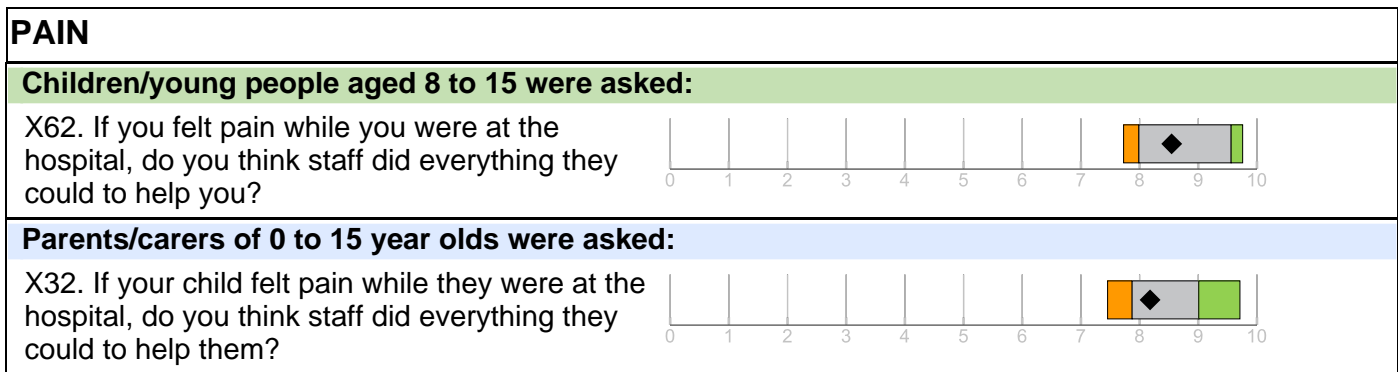 PAIN
Children/young people aged 8 to 15 were asked:
X62. If you felt pain while you were at the
hospital, do you think staff did everything they
could to help you?
0 1 2 3 4 5 6 7 8 9 10
Parents/carers of 0 to 15 year olds were asked:
X32. If your child felt pain while they were at the
hospital, do you think staff did everything they
could to help them?
0 1 2 3 4 5 6 7 8 9 10